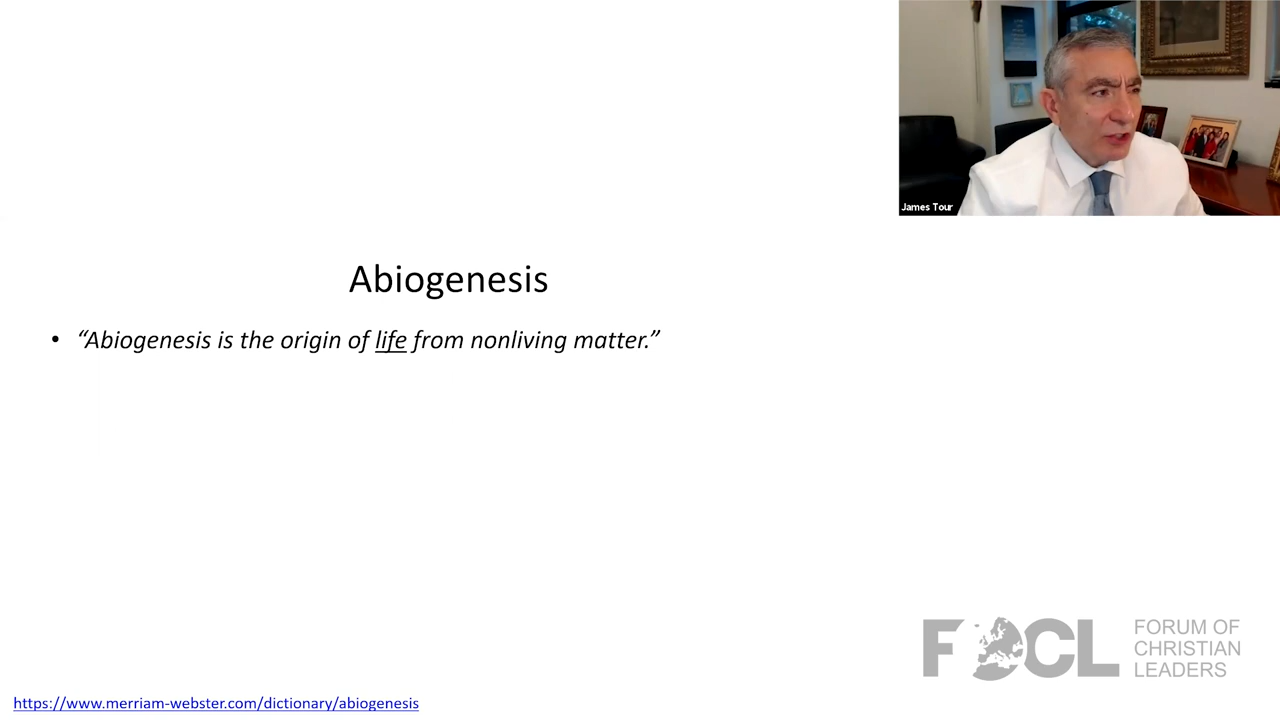 James Tour
Abiogenesis
• “Abiogenesis is the origin of life from nonliving matter.”
FOCL
FORUM OF
CHRISTIAN
LEADERS
https://www.merriam-webster.com/dictionary/abiogenesis